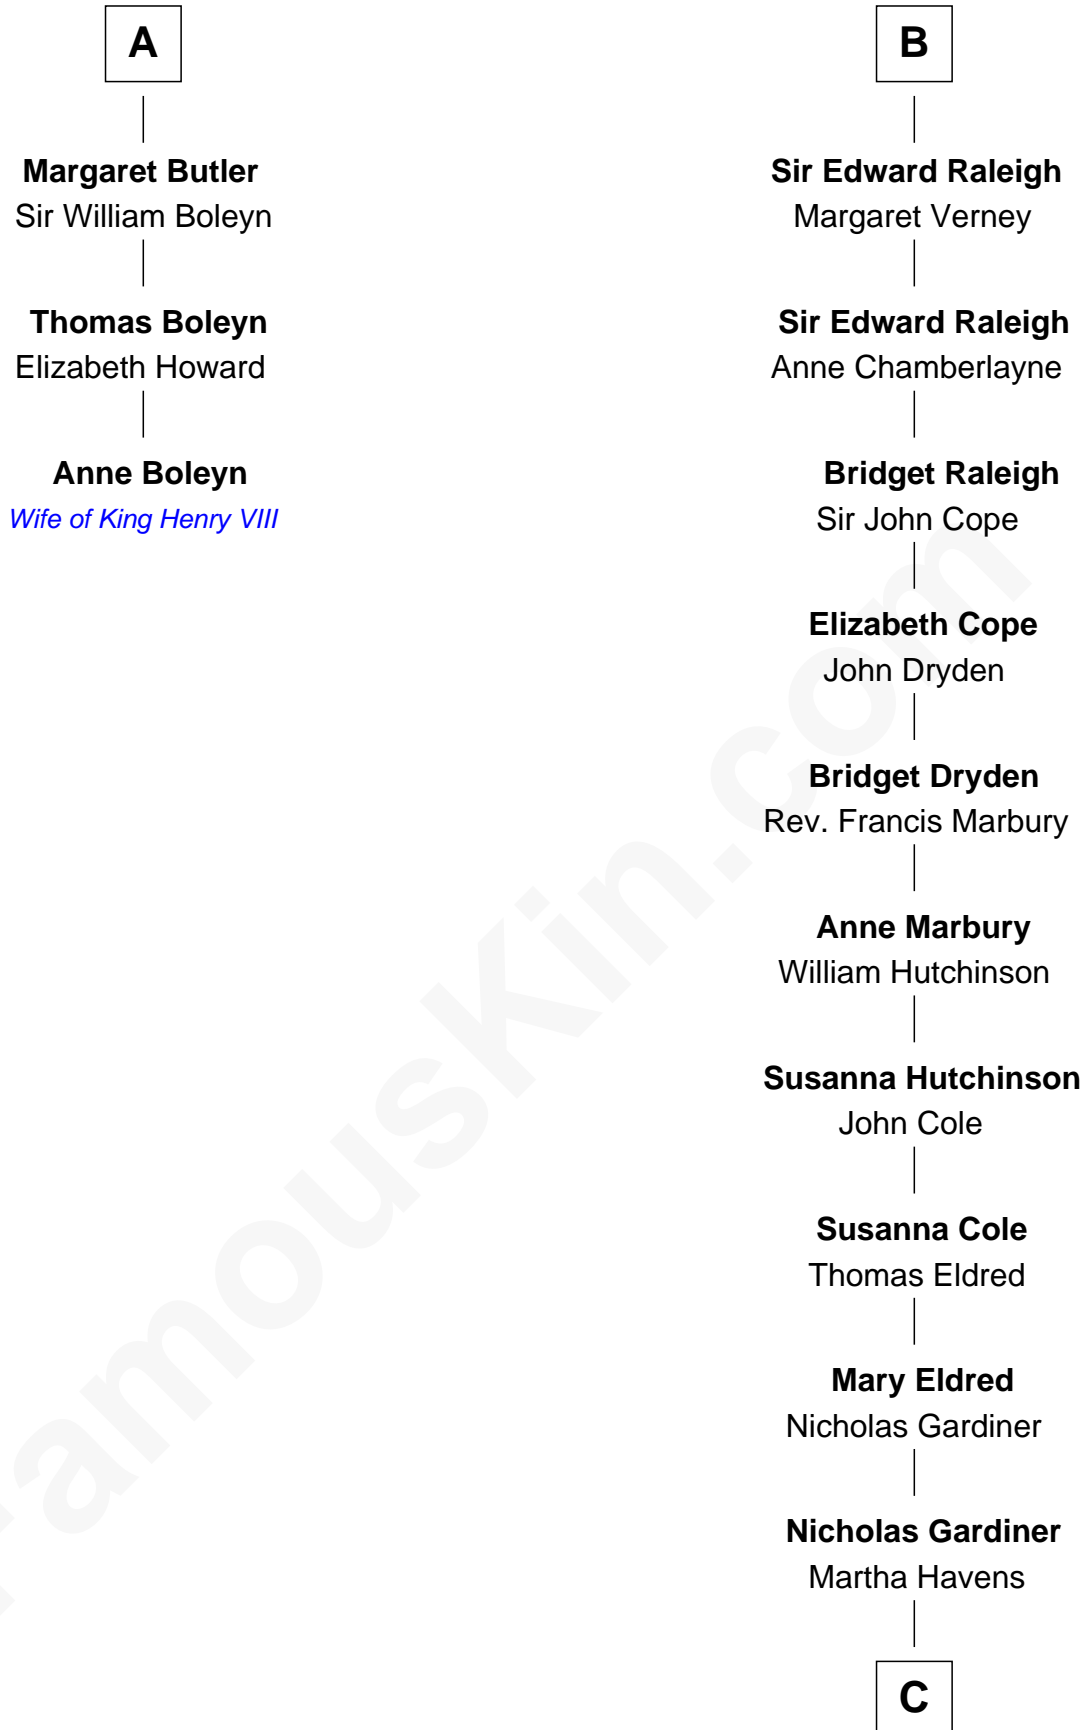 A
Margaret Butler
Sir William Boleyn
Thomas Boleyn
Elizabeth Howard
Anne Boleyn
Wife of King Henry VIII
B
Sir Edward Raleigh
Margaret Verney
Sir Edward Raleigh
Anne Chamberlayne
Bridget Raleigh
Sir John Cope
Elizabeth Cope
John Dryden
Bridget Dryden
Rev. Francis Marbury
Anne Marbury
William Hutchinson
Susanna Hutchinson
John Cole
Susanna Cole
Thomas Eldred
Mary Eldred
Nicholas Gardiner
Nicholas Gardiner
Martha Havens
C
FamousKin.com